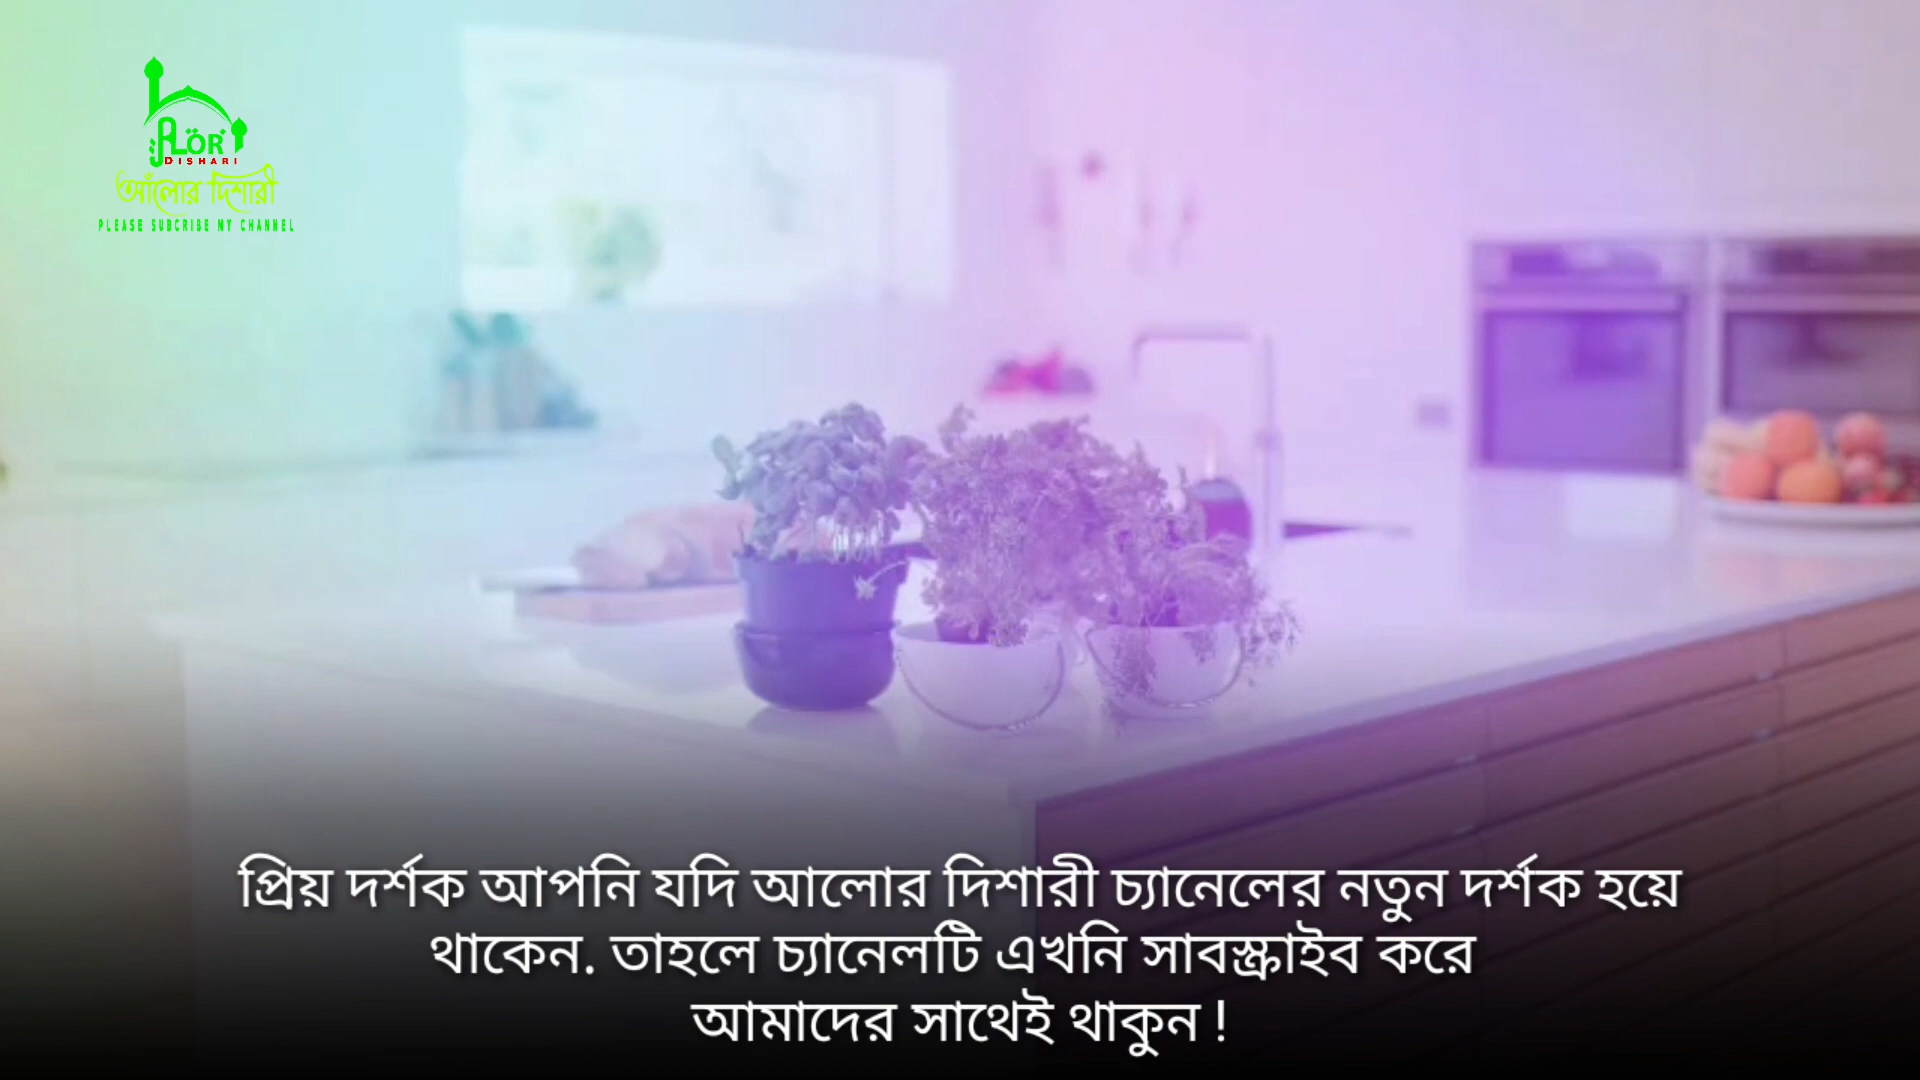 ALOR
DISHARI
আঁলোর দিশারী
PLEASE SUBCRIBE MY CHANNEL
প্রিয় দর্শক আপনি যদি আলোর দিশারী চ্যানেলের নতুন দর্শক হয়ে
থাকেন. তাহলে চ্যানেলটি এখনি সাবস্ক্রাইব করে
আমাদের সাথেই থাকুন !